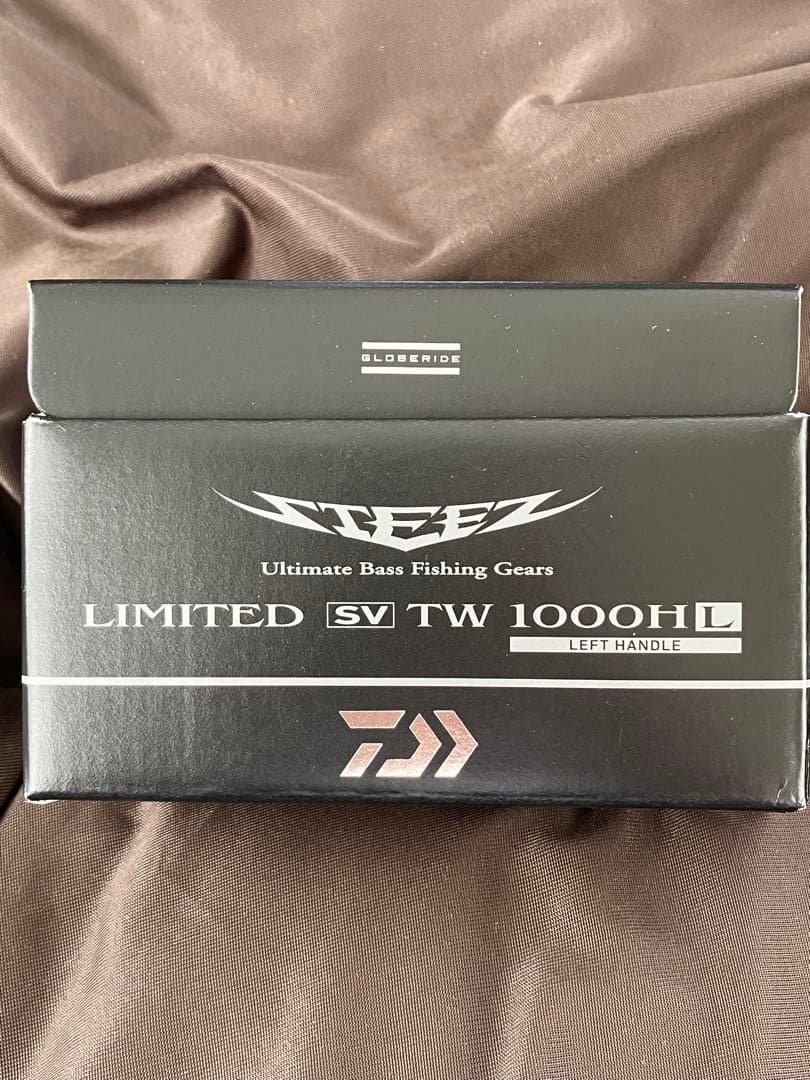 GLOBERIDE
STEEZ
Ultimate Bass Fishing Gears
LIMITED SV TW 1000HL
LEFT HANDLE